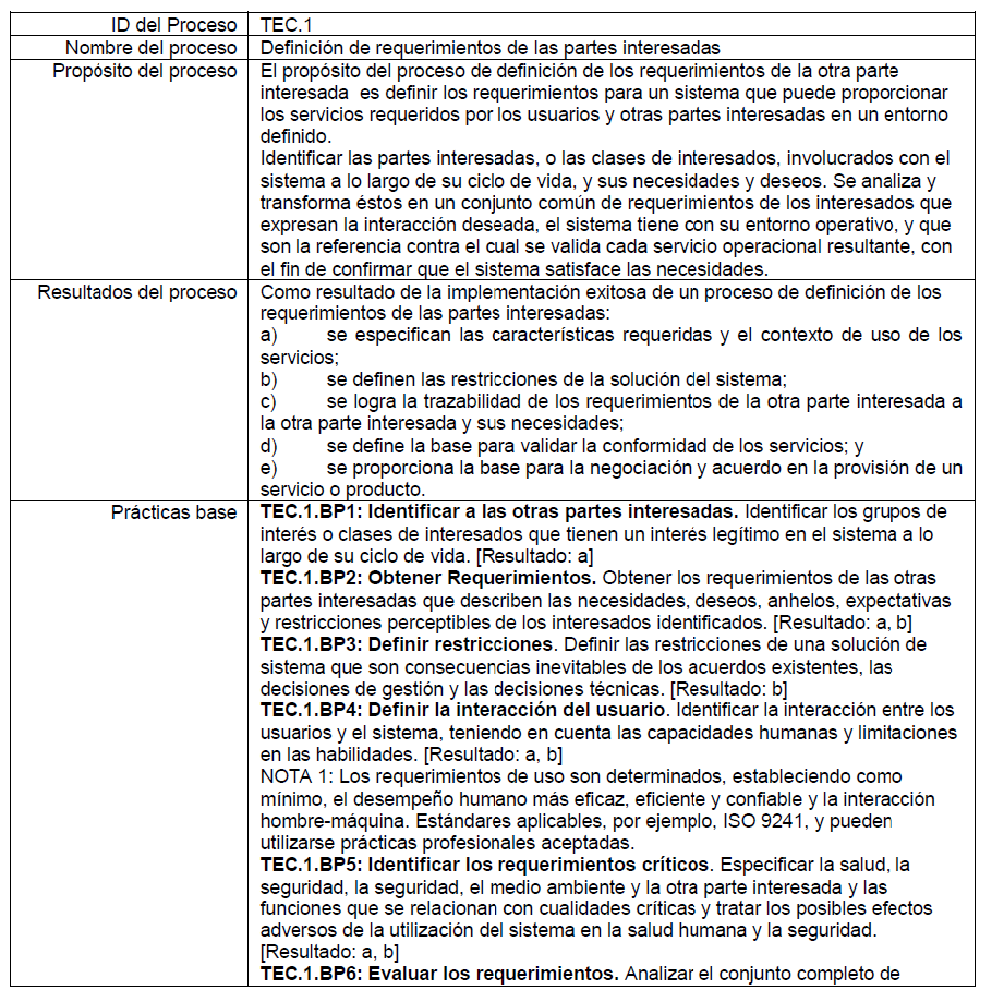 ID del Proceso TEC.1
Nombre del proceso Definición de requerimientos de las partes interesadas
Propósito del proceso El propósito del proceso de definición de los requerimientos de la otra parte
interesada es definir los requerimientos para un sistema que puede proporcionar
los servicios requeridos por los usuarios y otras partes interesadas en un entorno
definido.
Identificar las partes interesadas, o las clases de interesados, involucrados con el
sistema a lo largo de su ciclo de vida, y sus necesidades y deseos. Se analiza y
transforma éstos en un conjunto común de requerimientos de los interesados que
expresan la interacción deseada, el sistema tiene con su entorno operativo, y que
son la referencia contra el cual se valida cada servicio operacional resultante, con
el fin de confirmar que el sistema satisface las necesidades.
Resultados del proceso Como resultado de la implementación exitosa de un proceso de definición de los
requerimientos de las partes interesadas:
a) se especifican las características requeridas y el contexto de uso de los
servicios;
b) se definen las restricciones de la solución del sistema;
c) se logra la trazabilidad de los requerimientos de la otra parte interesada a
la otra parte interesada y sus necesidades;
d) se define la base para validar la conformidad de los servicios; y
e) se proporciona la base para la negociación y acuerdo en la provisión de un
servicio o producto.
Prácticas base TEC.1.BP1: Identificar a las otras partes interesadas. Identificar los grupos de
interés o clases de interesados que tienen un interés legítimo en el sistema a lo
largo de su ciclo de vida. [Resultado: a]
TEC.1.BP2: Obtener Requerimientos. Obtener los requerimientos de las otras
partes interesadas que describen las necesidades, deseos, anhelos, expectativas
y restricciones perceptibles de los interesados identificados. [Resultado: a, b]
TEC.1.BP3: Definir restricciones. Definir las restricciones de una solución de
sistema que son consecuencias inevitables de los acuerdos existentes, las
decisiones de gestión y las decisiones técnicas. [Resultado: b]
TEC.1.BP4: Definir la interacción del usuario. Identificar la interacción entre los
usuarios y el sistema, teniendo en cuenta las capacidades humanas y limitaciones
en las habilidades. [Resultado: a, b]
NOTA 1: Los requerimientos de uso son determinados, estableciendo como
mínimo, el desempeño humano más eficaz, eficiente y confiable y la interacción
hombre-máquina. Estándares aplicables, por ejemplo, ISO 9241, y pueden
utilizarse prácticas profesionales aceptadas.
TEC.1.BP5: Identificar los requerimientos críticos. Especificar la salud, la
seguridad, la seguridad, el medio ambiente y la otra parte interesada y las
funciones que se relacionan con cualidades críticas y tratar los posibles efectos
adversos de la utilización del sistema en la salud humana y la seguridad.
[Resultado: a, b]
TEC.1.BP6: Evaluar los requerimientos. Analizar el conjunto completo de